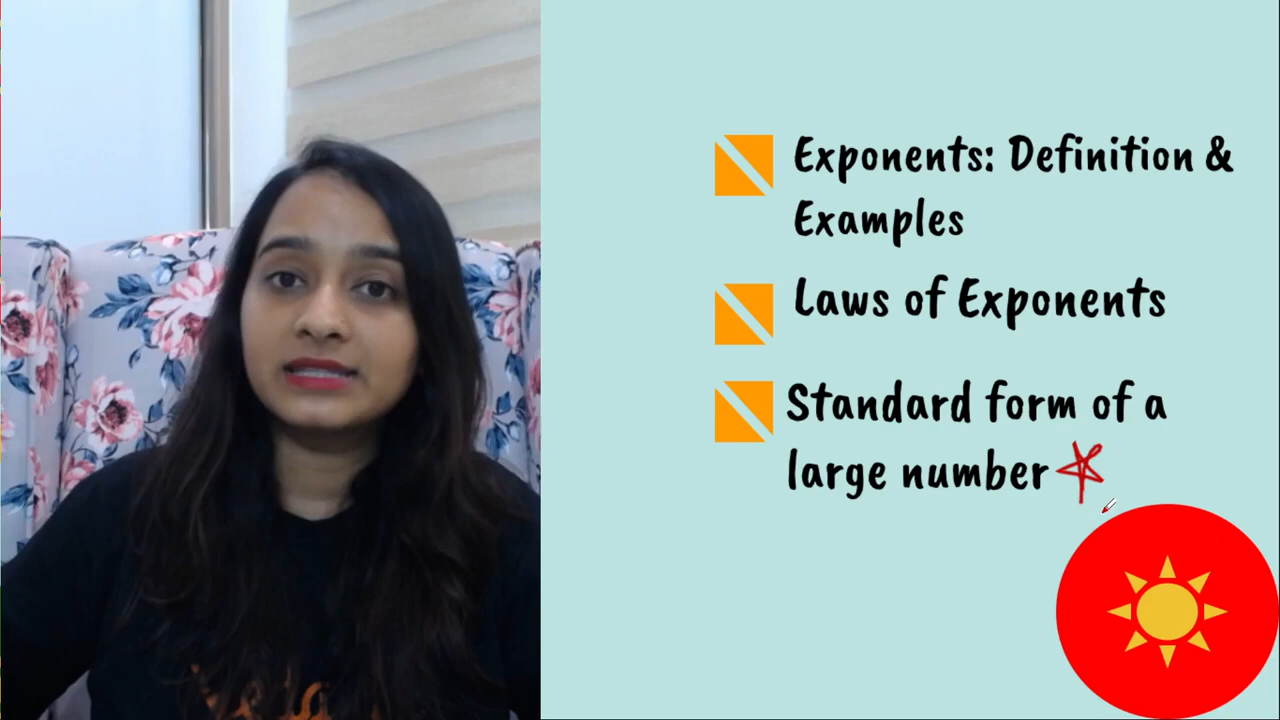 Exponents: Definition &
Examples
Laws of Exponents
Standard form of a
large number